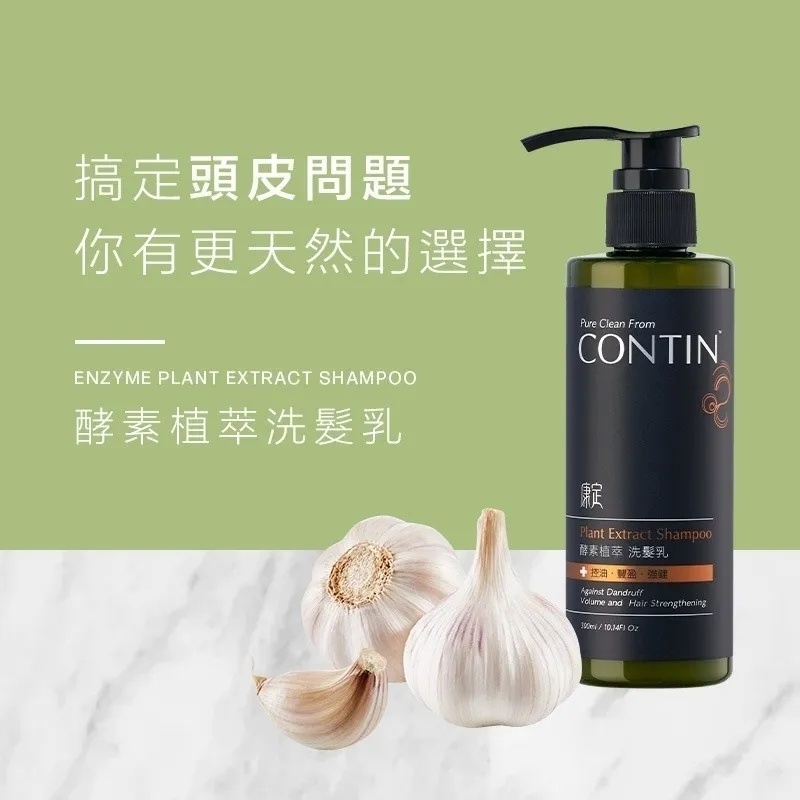 搞定頭皮問題
你有更天然的選擇
ENZYME PLANT EXTRACT SHAMPOO
酵素植萃洗髮乳
Pure Clean From
CONTIN™
康定
Plant Extract Shampoo
酵素植萃 洗髮乳
控油·豐盈·強健
Against Dandruff
Volume and Hair Strengthening
300ml / 10.14Fl Oz